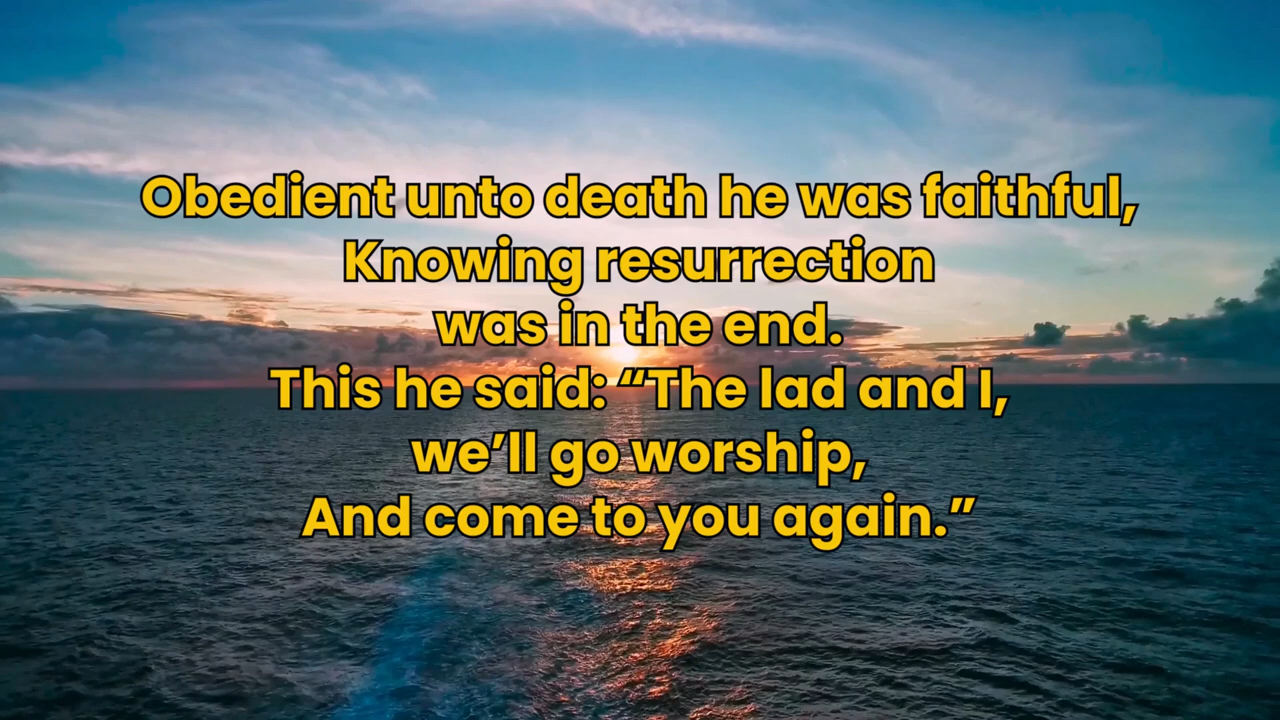 Obedient unto death he was faithful,
Knowing resurrection
was in the end.
This he said: “The lad and I,
we’ll go worship,
And come to you again.”